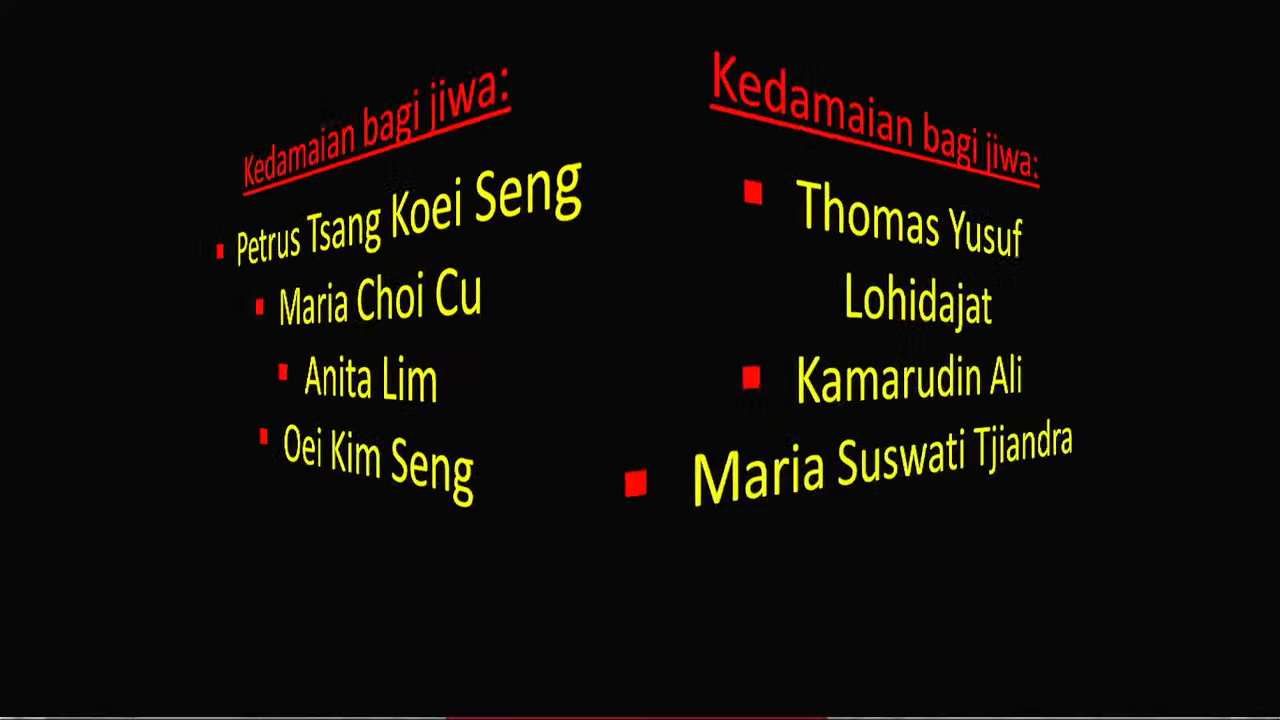 Kedamaian bagi jiwa:
Petrus Tsang Koei Seng
Maria Choi Cu
Anita Lim
Oei Kim Seng
Kedamaian bagi jiwa:
Thomas Yusuf
Lohidajat
Kamarudin Ali
Maria Suswati Tjiandra